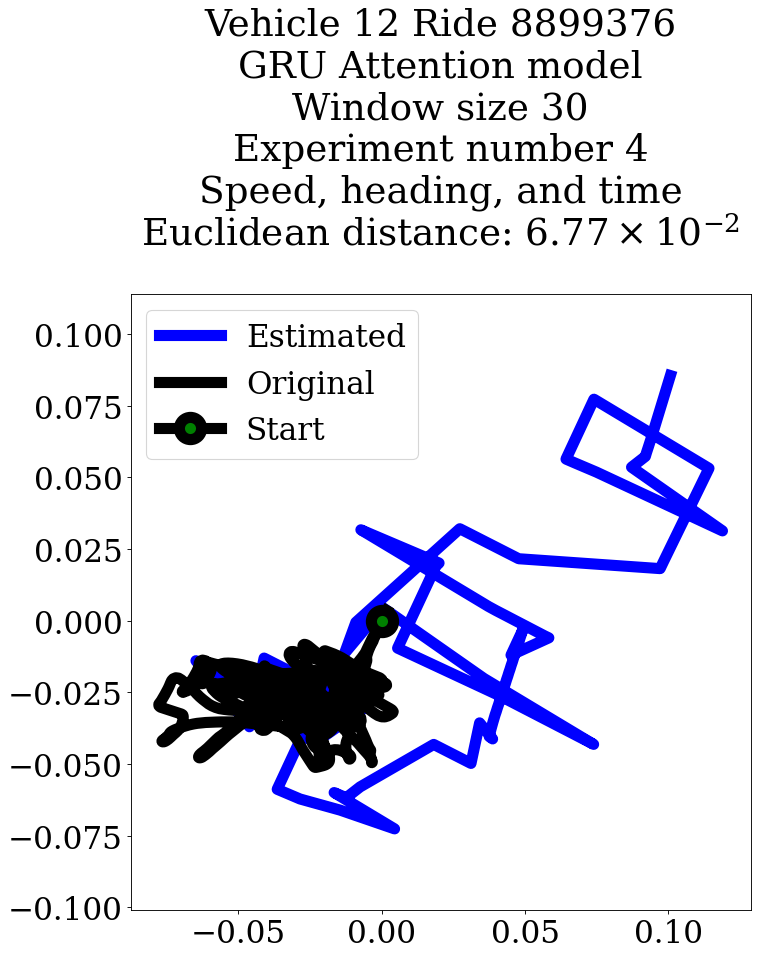 Vehicle 12 Ride 8899376
GRU Attention model
Window size 30
Experiment number 4
Speed, heading, and time
Euclidean distance: 6.77 × 10⁻²
Estimated
Original
Start
0.100
0.075
0.050
0.025
0.000
−0.025
−0.050
−0.075
−0.100
−0.05 0.00 0.05 0.10